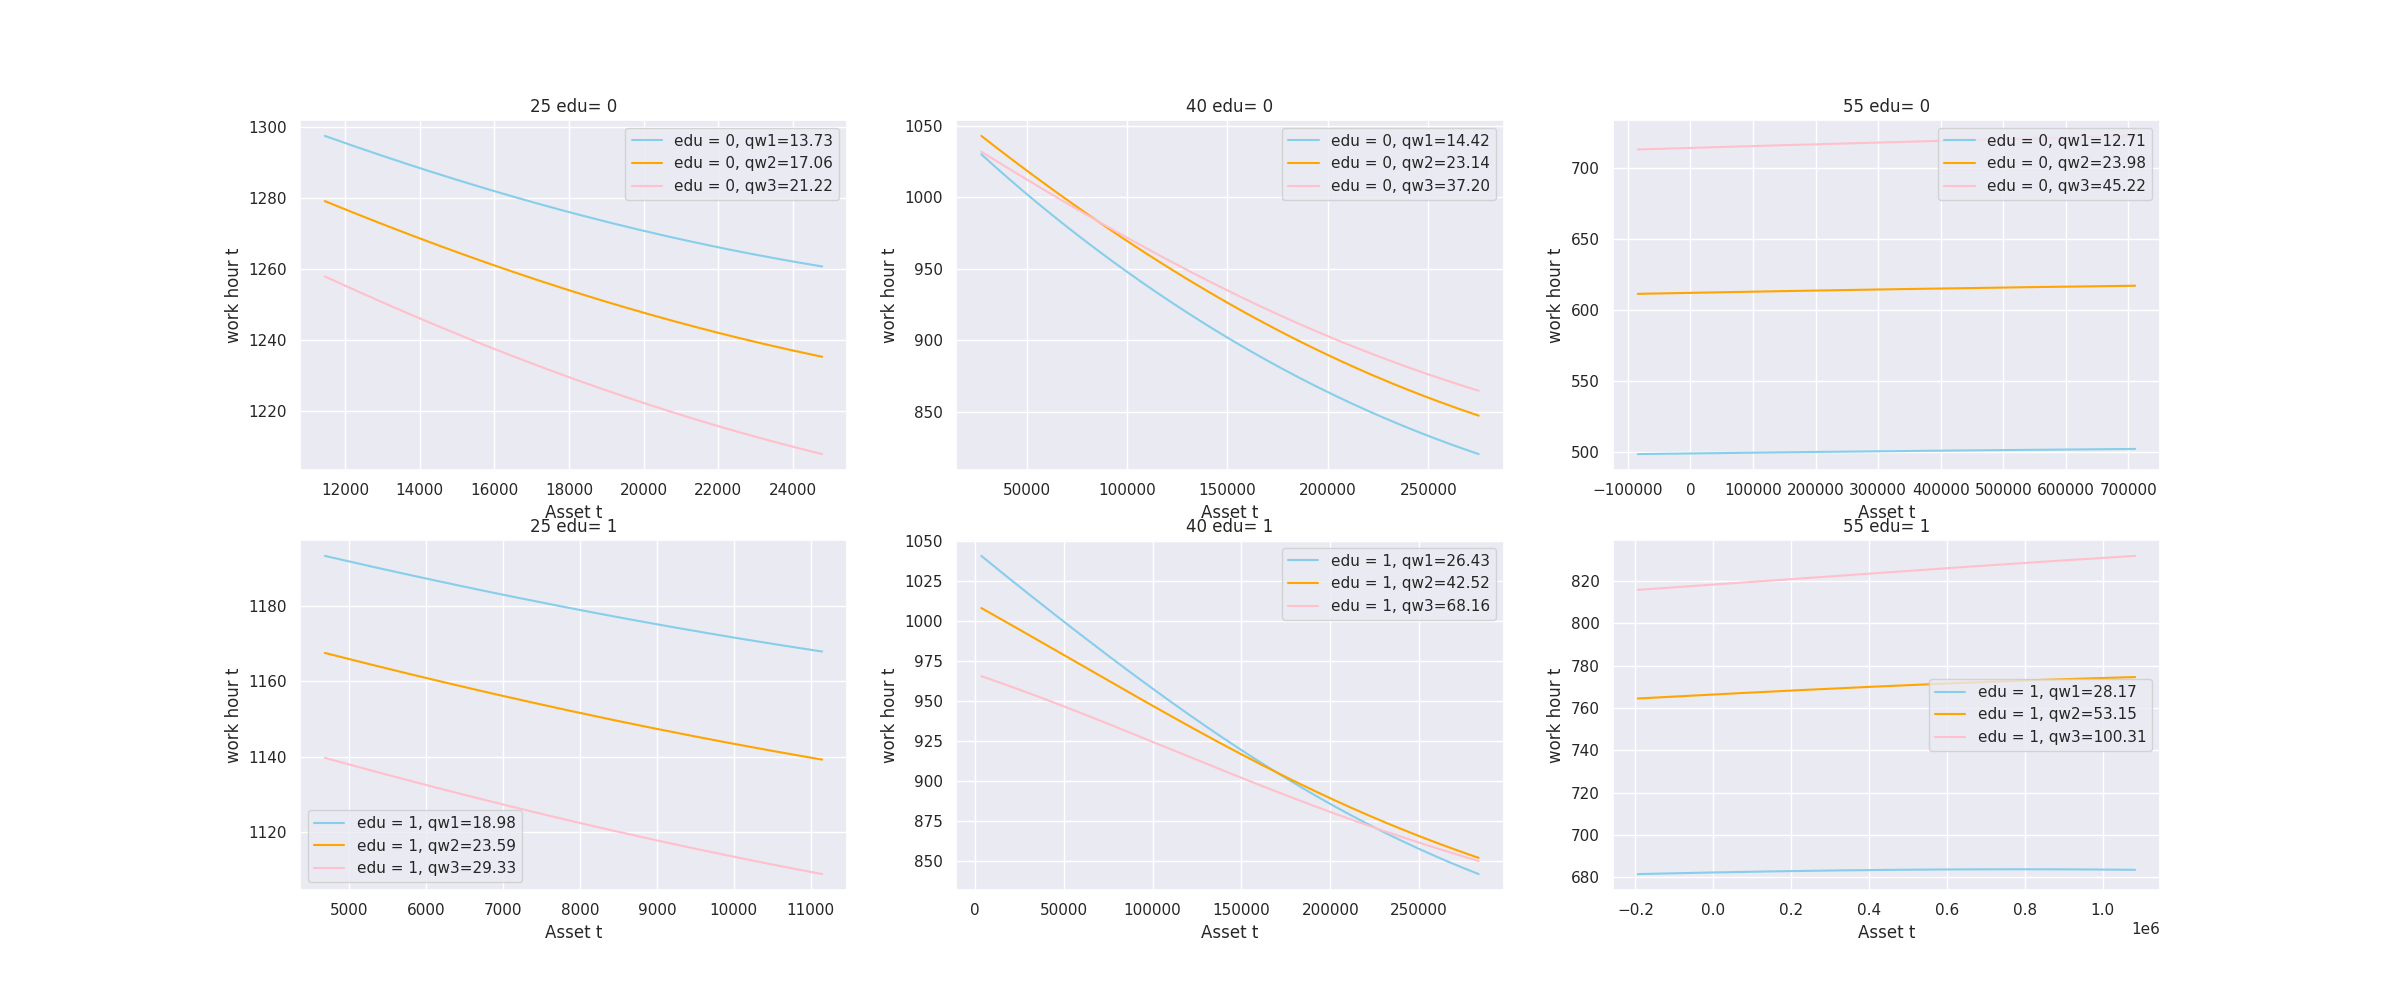 25 edu= 0
work hour t
1300
1280
1260
1240
1220
edu = 0, qw1=13.73
edu = 0, qw2=17.06
edu = 0, qw3=21.22
12000 14000 16000 18000 20000 22000 24000
Asset t
40 edu= 0
work hour t
1050
1000
950
900
850
edu = 0, qw1=14.42
edu = 0, qw2=23.14
edu = 0, qw3=37.20
50000 100000 150000 200000 250000
Asset t
55 edu= 0
work hour t
700
650
600
550
500
edu = 0, qw1=12.71
edu = 0, qw2=23.98
edu = 0, qw3=45.22
−100000 0 100000 200000 300000 400000 500000 600000 700000
Asset t
25 edu= 1
work hour t
1180
1160
1140
1120
edu = 1, qw1=18.98
edu = 1, qw2=23.59
edu = 1, qw3=29.33
5000 6000 7000 8000 9000 10000 11000
Asset t
40 edu= 1
work hour t
1050
1025
1000
975
950
925
900
875
850
edu = 1, qw1=26.43
edu = 1, qw2=42.52
edu = 1, qw3=68.16
0 50000 100000 150000 200000 250000
Asset t
55 edu= 1
work hour t
820
800
780
760
740
720
700
680
edu = 1, qw1=28.17
edu = 1, qw2=53.15
edu = 1, qw3=100.31
−0.2 0.0 0.2 0.4 0.6 0.8 1.0
1e6
Asset t